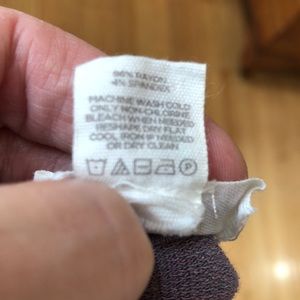 96% RAYON
4% SPANDEX
MACHINE WASH COLD
ONLY NON-CHLORINE
BLEACH WHEN NEEDED
RESHAPE DRY FLAT
COOL IRON IF NEEDED
OR DRY CLEAN
P